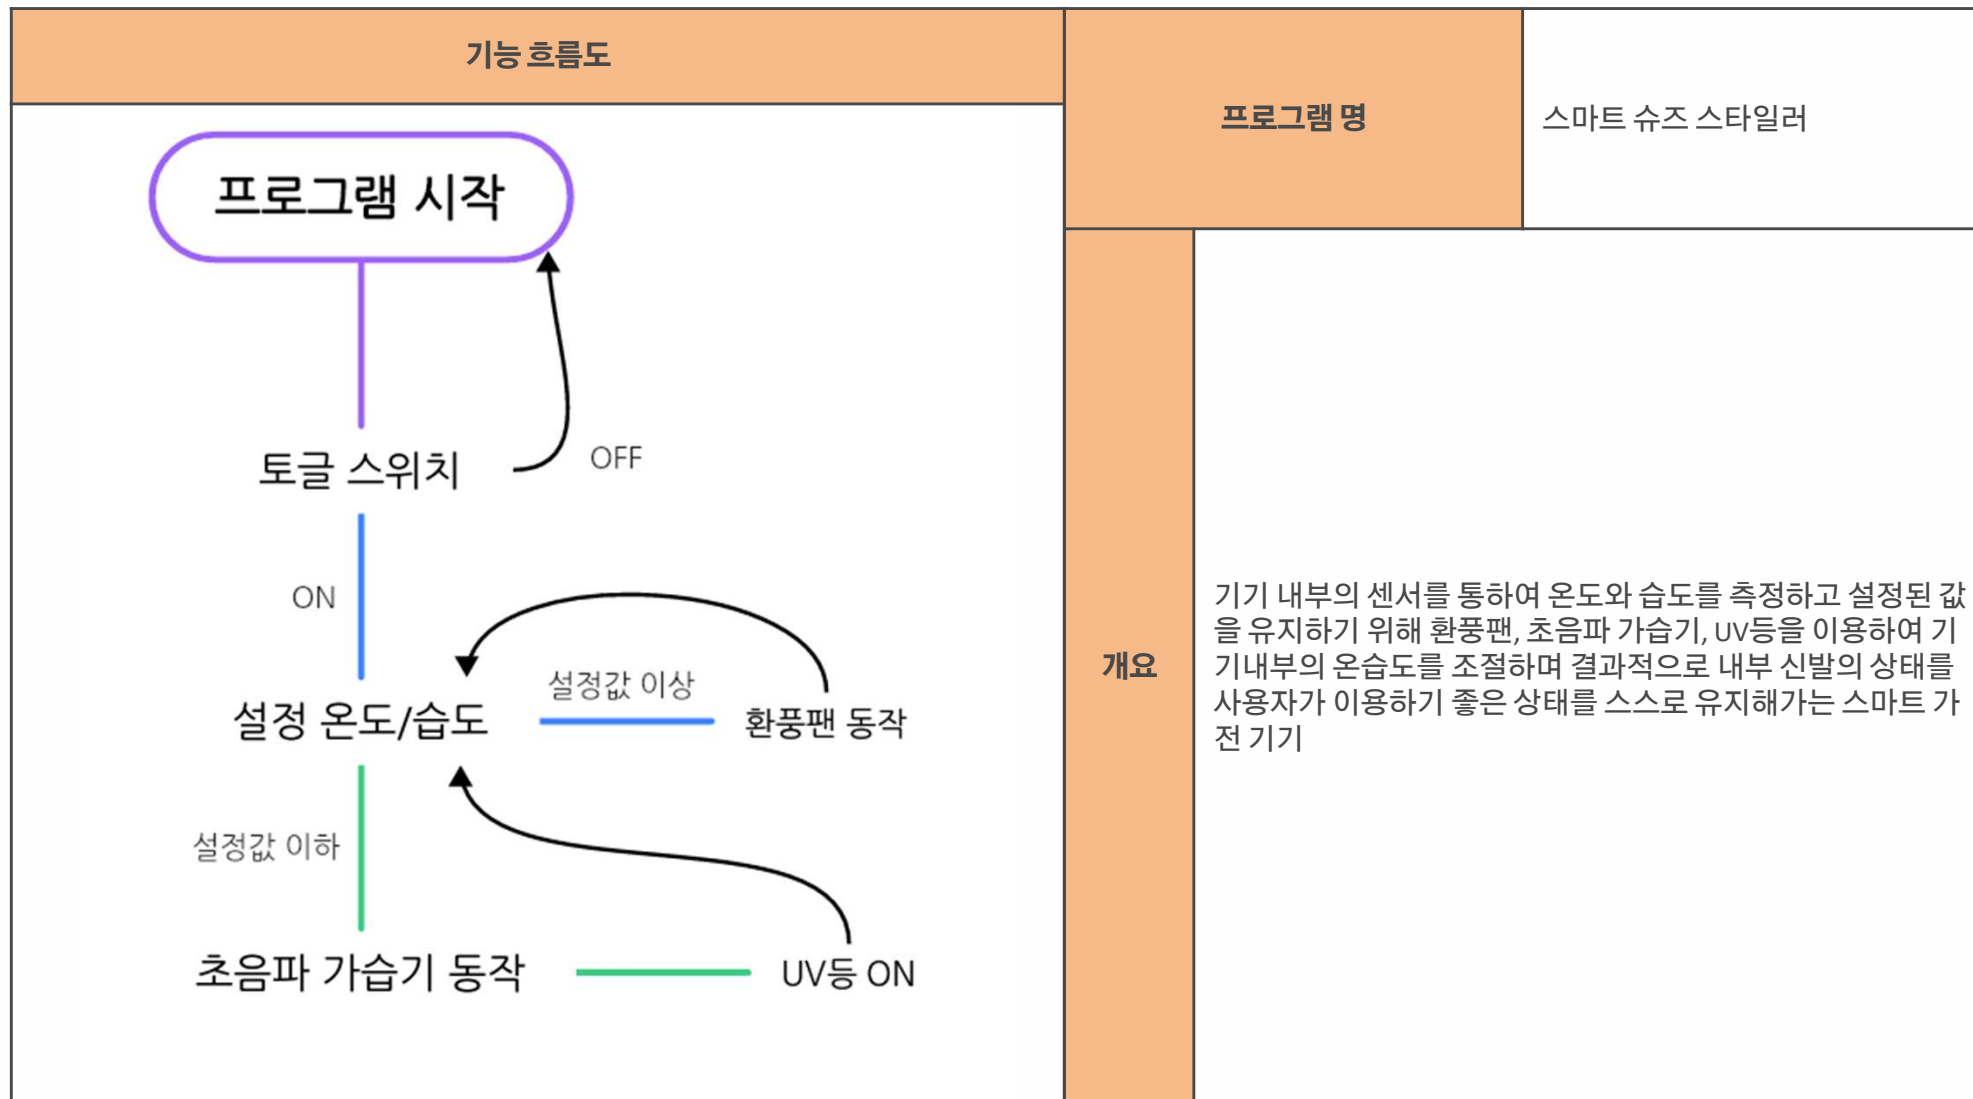 기능 흐름도
프로그램 시작
토글 스위치
OFF
ON
설정값 이상
설정 온도/습도
환풍팬 동작
설정값 이하
초음파 가습기 동작
UV등 ON
프로그램 명
스마트 슈즈 스타일러
개요
기기 내부의 센서를 통하여 온도와 습도를 측정하고 설정된 값
을 유지하기 위해 환풍팬, 초음파 가습기, UV등을 이용하여 기
기내부의 온습도를 조절하며 결과적으로 내부 신발의 상태를
사용자가 이용하기 좋은 상태를 스스로 유지해가는 스마트 가
전 기기